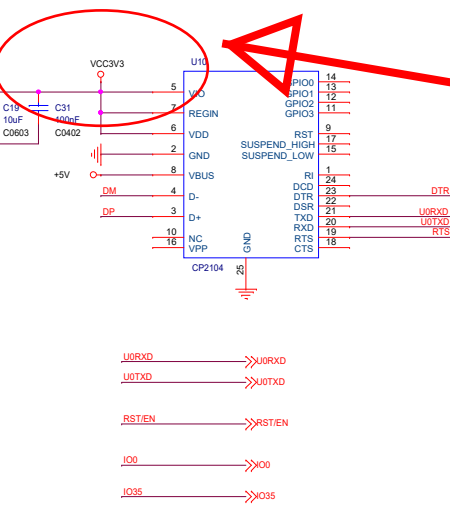 VCC3V3
U10
5 VIO
7 REGIN
6 VDD
2 GND
8 VBUS
4 D-
3 D+
10 NC
16 VPP
GPIO0 14
GPIO1 13
GPIO2 12
GPIO3 11
RST 9
SUSPEND_HIGH 17
SUSPEND_LOW 15
RI 1
DCD 24
DTR 23
DSR 22
TXD 21
RXD 20
RTS 19
CTS 18
GND
25
CP2104
C19
10uF
C0603
C31
100nF
C0402
+5V
DM
DP
DTR
U0RXD
U0TXD
RTS
U0RXD U0RXD
U0TXD U0TXD
RST/EN RST/EN
IO0 IO0
IO35 IO35